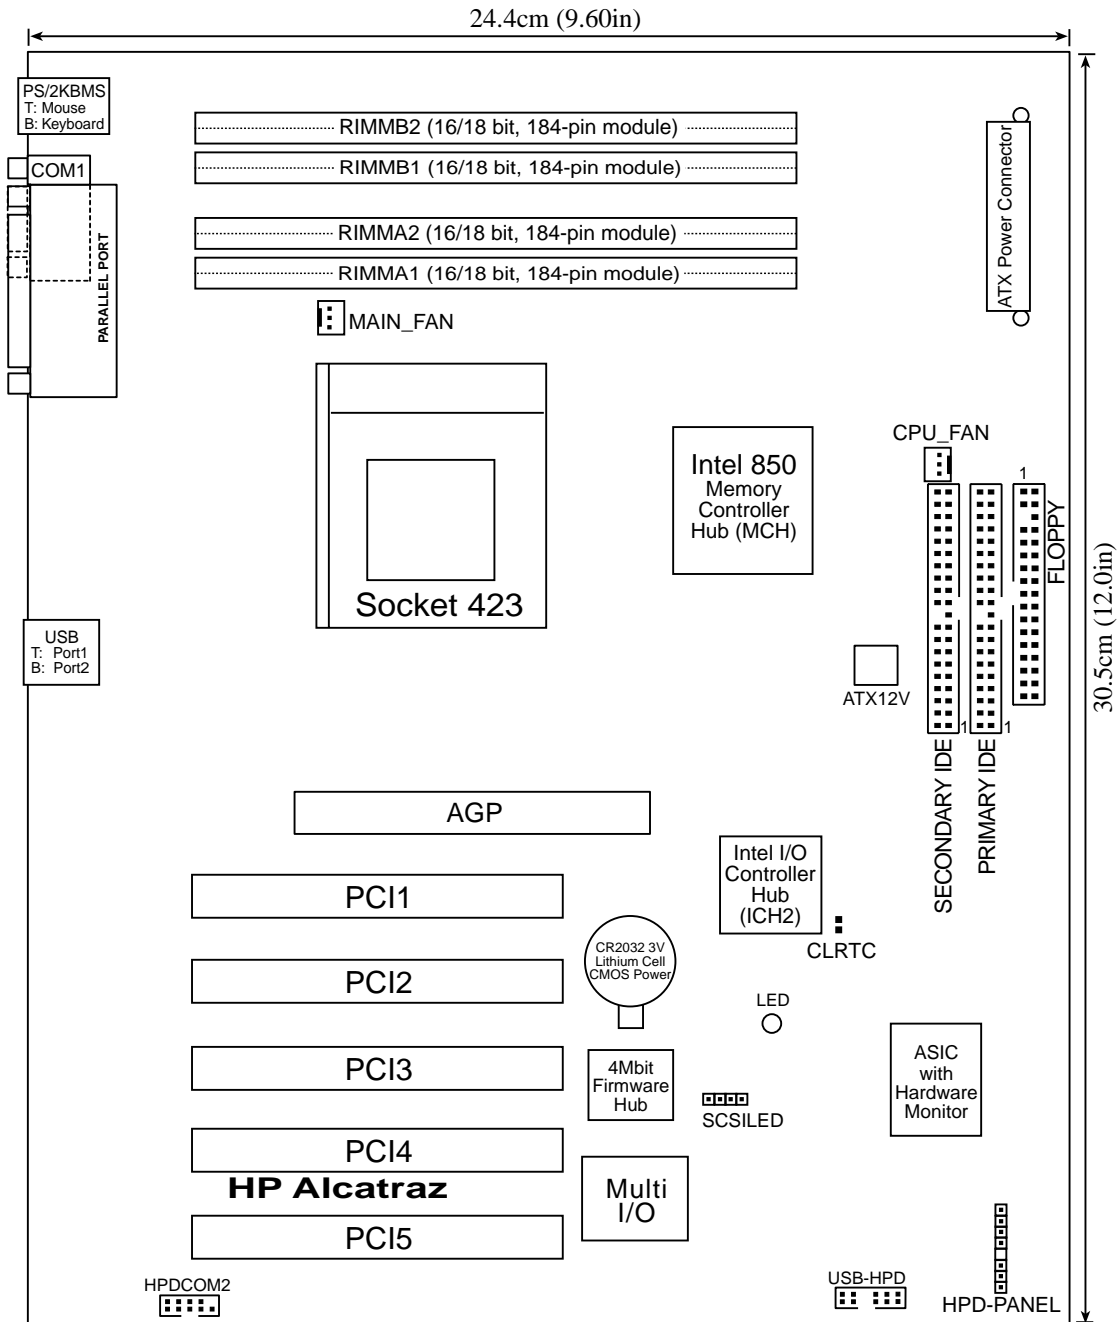 24.4cm (9.60in)
PS/2KBMS
T: Mouse
B: Keyboard
RIMMB2 (16/18 bit, 184-pin module)
COM1
RIMMB1 (16/18 bit, 184-pin module)
PARALLEL PORT
RIMMA2 (16/18 bit, 184-pin module)
RIMMA1 (16/18 bit, 184-pin module)
ATX Power Connector
MAIN_FAN
CPU_FAN
Intel 850
Memory
Controller
Hub (MCH)
1
FLOPPY
30.5cm (12.0in)
Socket 423
USB
T: Port1
B: Port2
ATX12V
1
1
SECONDARY IDE
PRIMARY IDE
AGP
Intel I/O
Controller
Hub
(ICH2)
PCI1
CLRTC
CR2032 3V
Lithium Cell
CMOS Power
PCI2
LED
PCI3
4Mbit
Firmware
Hub
ASIC
with
Hardware
Monitor
SCSILED
PCI4
HP Alcatraz
Multi
I/O
PCI5
HPDCOM2
USB-HPD
HPD-PANEL